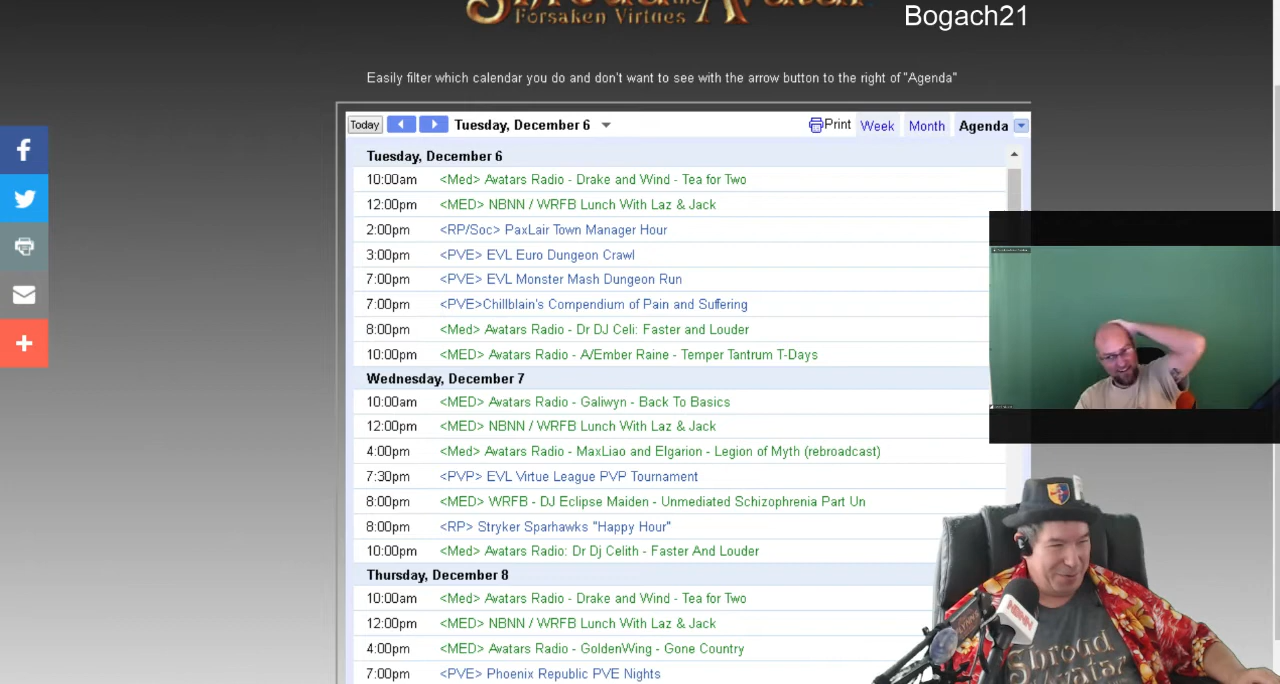 Shroud of the Avatar
Forsaken Virtues
Bogach21
Easily filter which calendar you do and don't want to see with the arrow button to the right of "Agenda"
Today Tuesday, December 6 Print Week Month Agenda
Tuesday, December 6
10:00am <Med> Avatars Radio - Drake and Wind - Tea for Two
12:00pm <MED> NBNN / WRFB Lunch With Laz & Jack
2:00pm <RP/Soc> PaxLair Town Manager Hour
3:00pm <PVE> EVL Euro Dungeon Crawl
7:00pm <PVE> EVL Monster Mash Dungeon Run
7:00pm <PVE>Chillblain's Compendium of Pain and Suffering
8:00pm <Med> Avatars Radio - Dr DJ Celi: Faster and Louder
10:00pm <MED> Avatars Radio - A/Ember Raine - Temper Tantrum T-Days
Wednesday, December 7
10:00am <MED> Avatars Radio - Galiwyn - Back To Basics
12:00pm <MED> NBNN / WRFB Lunch With Laz & Jack
4:00pm <Med> Avatars Radio - MaxLiao and Elgarion - Legion of Myth (rebroadcast)
7:30pm <PVP> EVL Virtue League PVP Tournament
8:00pm <MED> WRFB - DJ Eclipse Maiden - Unmediated Schizophrenia Part Un
8:00pm <RP> Stryker Sparhawks "Happy Hour"
10:00pm <Med> Avatars Radio: Dr Dj Celith - Faster And Louder
Thursday, December 8
10:00am <Med> Avatars Radio - Drake and Wind - Tea for Two
12:00pm <MED> NBNN / WRFB Lunch With Laz & Jack
4:00pm <Med> Avatars Radio - GoldenWing - Gone Country
7:00pm <PVE> Phoenix Republic PVE Nights
NBNN
Shroud
Avatar